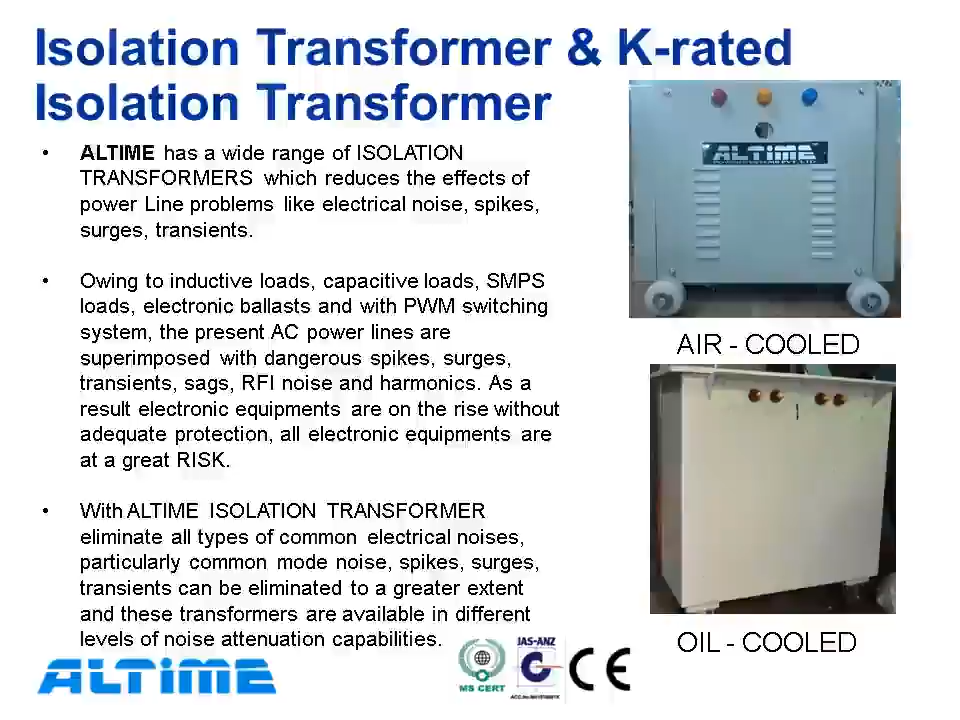 Isolation Transformer & K-rated
Isolation Transformer
• ALTIME has a wide range of ISOLATION
TRANSFORMERS which reduces the effects of
power Line problems like electrical noise, spikes,
surges, transients.
• Owing to inductive loads, capacitive loads, SMPS
loads, electronic ballasts and with PWM switching
system, the present AC power lines are
superimposed with dangerous spikes, surges,
transients, sags, RFI noise and harmonics. As a
result electronic equipments are on the rise without
adequate protection, all electronic equipments are
at a great RISK.
• With ALTIME ISOLATION TRANSFORMER
eliminate all types of common electrical noises,
particularly common mode noise, spikes, surges,
transients can be eliminated to a greater extent
and these transformers are available in different
levels of noise attenuation capabilities.
ALTiME
AIR - COOLED
OIL - COOLED
ALTiME
MS CERT
JAS-ANZ
C
CE